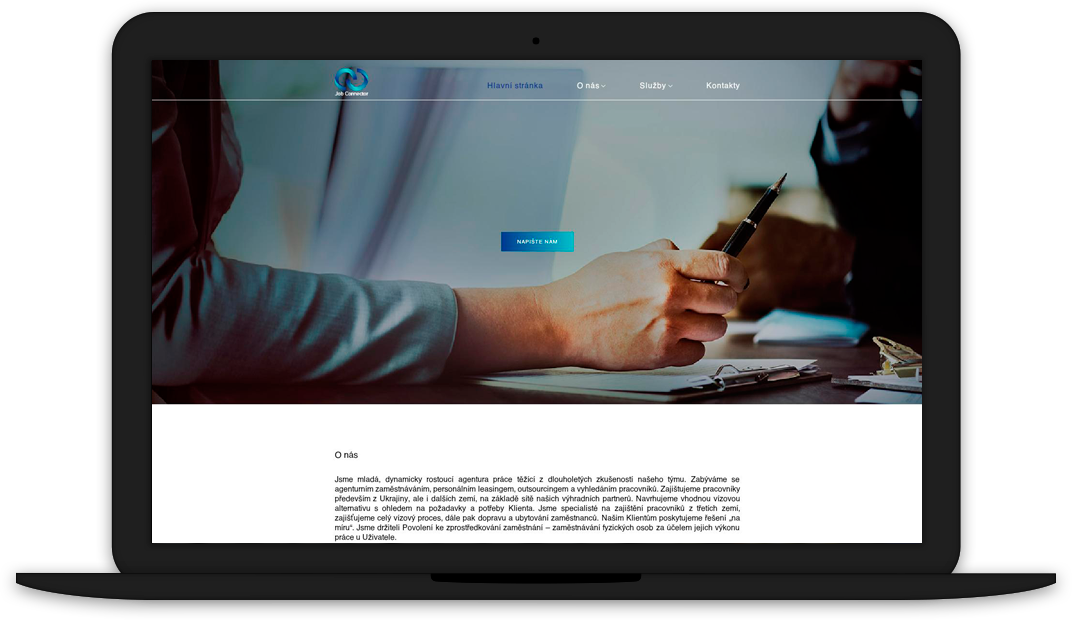 Job Connector
Hlavní stránka O nás Služby Kontakty
NAPIŠTE NAM
O nás
Jsme mladá, dynamicky rostoucí agentura práce těžící z dlouholetých zkušeností našeho týmu. Zabýváme se
agenturním zaměstnáváním, personálním leasingem, outsourcingem a vyhledáním pracovníků. Zajišťujeme pracovníky
především z Ukrajiny, ale i dalších zemí, na základě sítě našich výhradních partnerů. Navrhujeme vhodnou vízovou
alternativu s ohledem na požadavky a potřeby Klienta. Jsme specialisté na zajištění pracovníků z třetích zemí,
zajišťujeme celý vízový proces, dále pak dopravu a ubytování zaměstnanců. Našim Klientům poskytujeme řešení „na
míru“. Jsme držiteli Povolení ke zprostředkování zaměstnání – zaměstnávání fyzických osob za účelem jejich výkonu
práce u Uživatele.